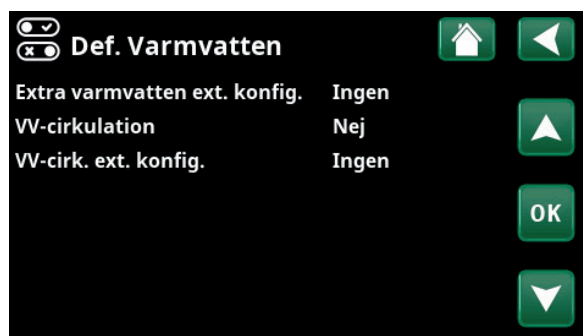 Def. Varmvatten
Extra varmvatten ext. konfig. Ingen
VV-cirkulation Nej
VV-cirk. ext. konfig. Ingen
OK